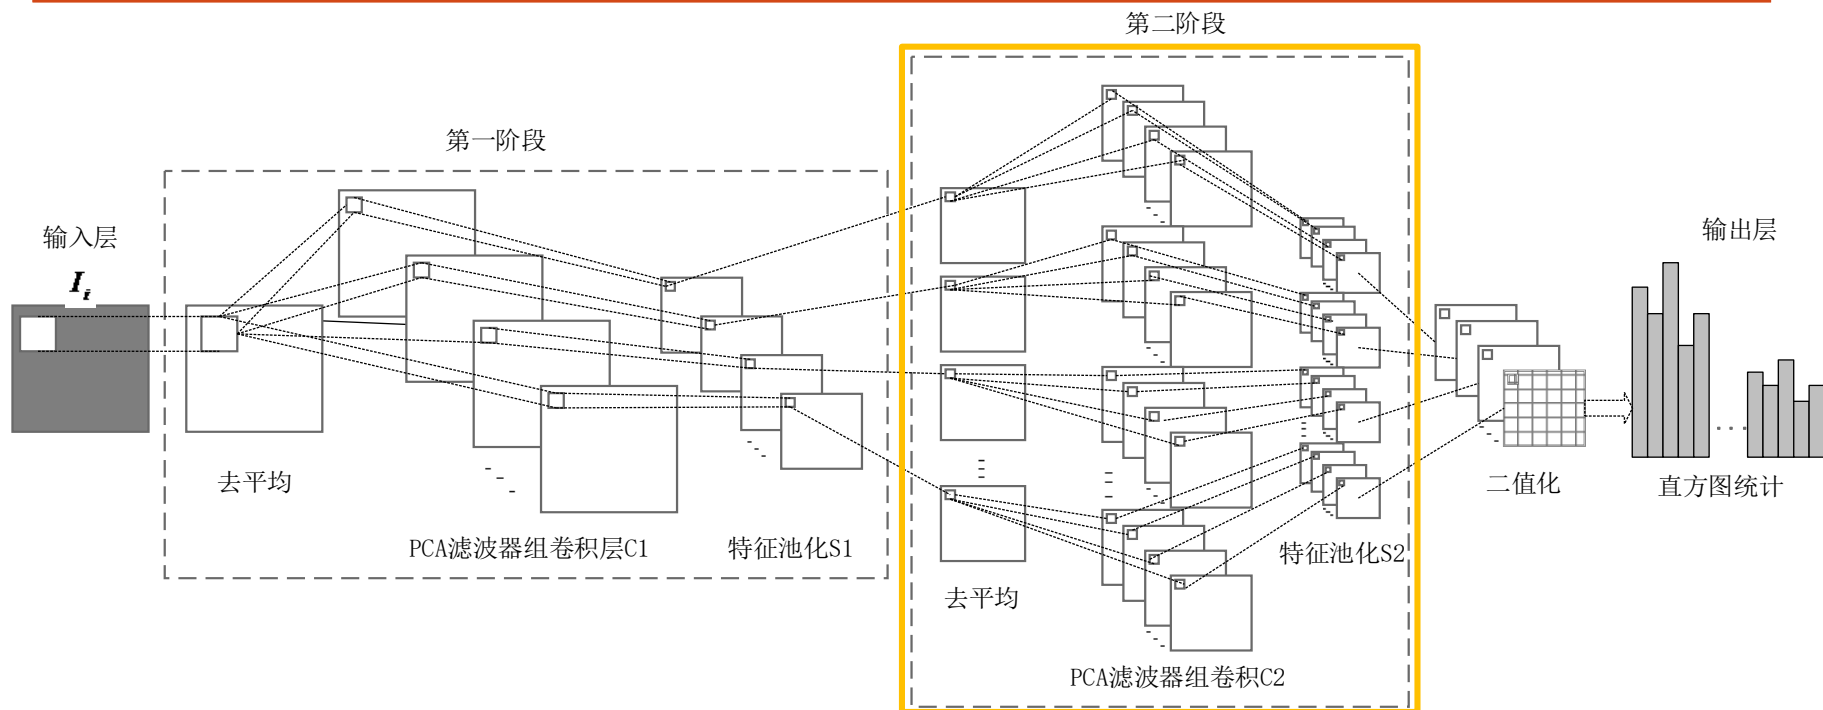 第二阶段
第一阶段
输入层
I_i
输出层
去平均
PCA滤波器组卷积层C1
特征池化S1
去平均
特征池化S2
PCA滤波器组卷积C2
二值化
直方图统计